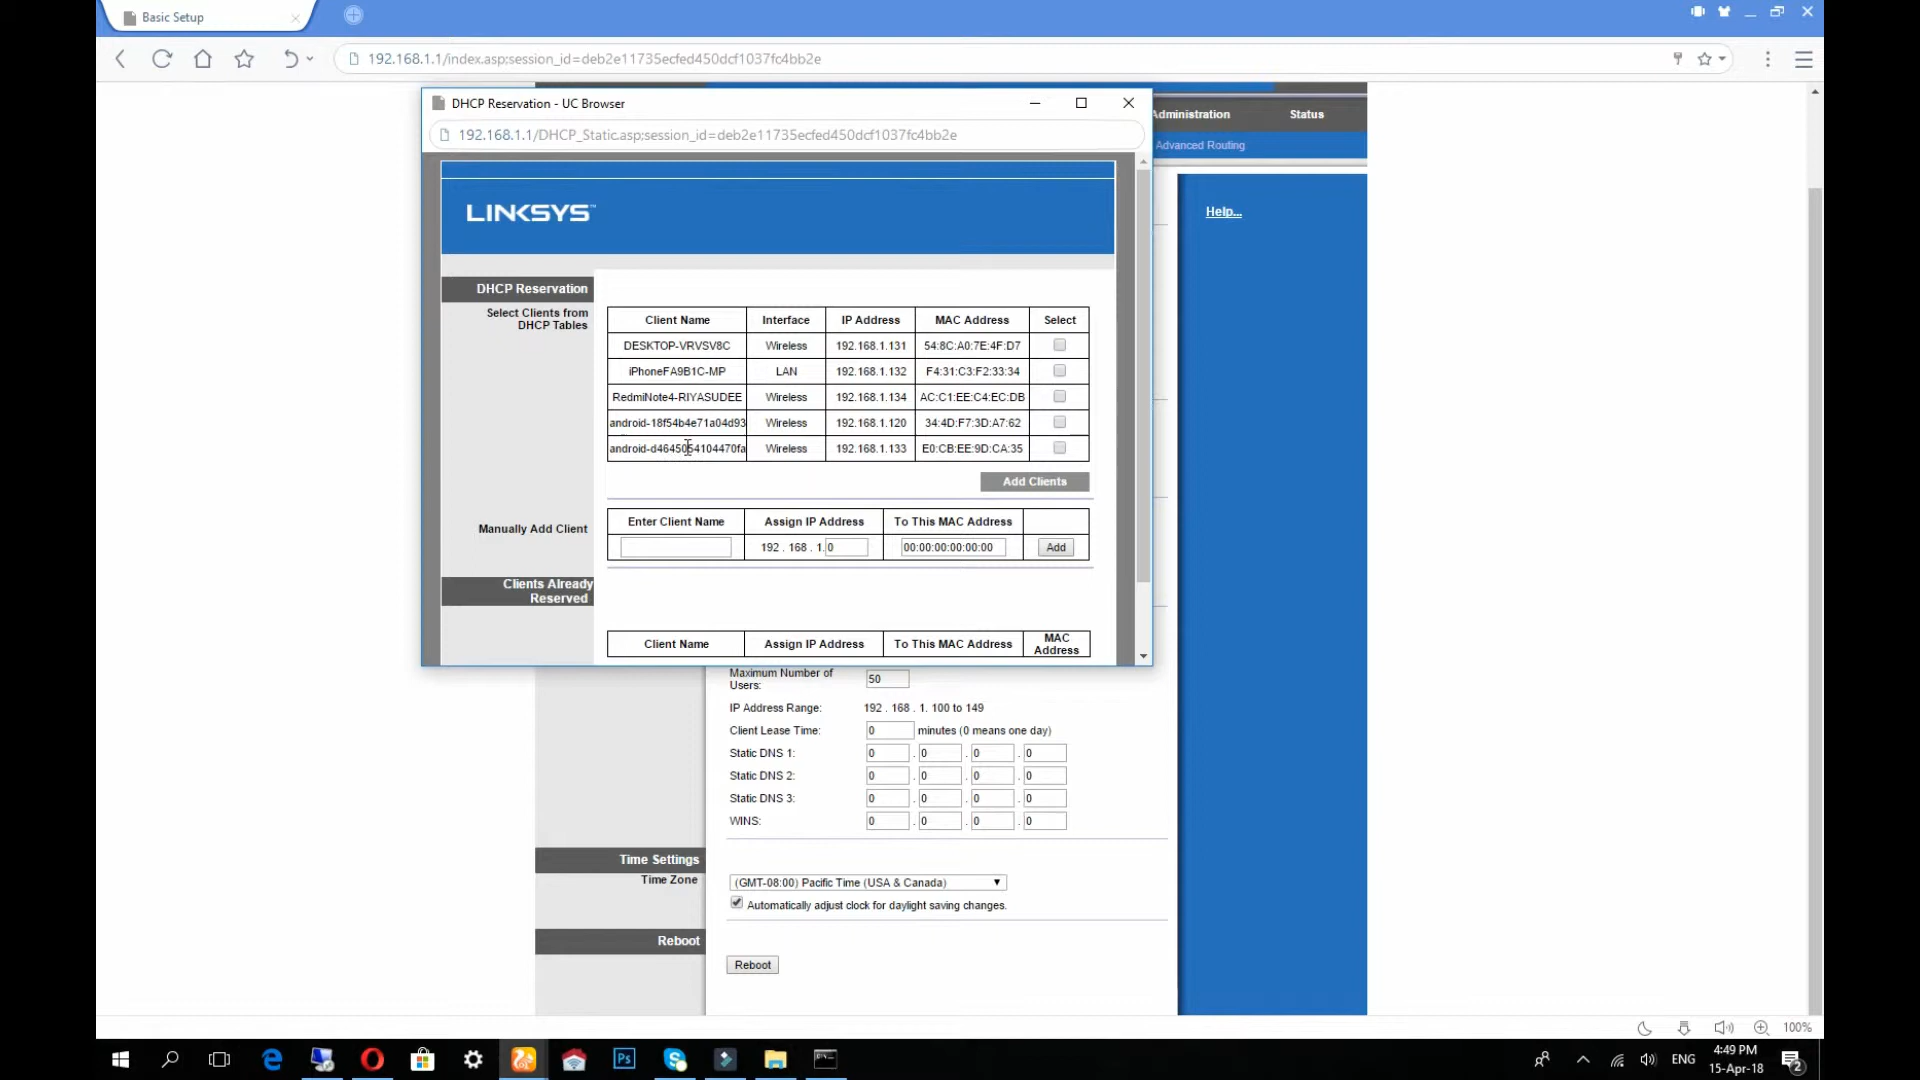 Basic Setup
192.168.1.1/index.asp;session_id=deb2e11735ecfed450dcf1037fc4bb2e
DHCP Reservation - UC Browser
192.168.1.1/DHCP_Static.asp;session_id=deb2e11735ecfed450dcf1037fc4bb2e
Administration Status
Advanced Routing
LINKSYS™
Help...
DHCP Reservation
Select Clients from
DHCP Tables
Client Name Interface IP Address MAC Address Select
DESKTOP-VRVSV8C Wireless 192.168.1.131 54:8C:A0:7E:4F:D7
iPhoneFA9B1C-MP LAN 192.168.1.132 F4:31:C3:F2:33:34
RedmiNote4-RIYASUDEE Wireless 192.168.1.134 AC:C1:EE:C4:EC:DB
android-18f54b4e71a04d93 Wireless 192.168.1.120 34:4D:F7:3D:A7:62
android-d4645054104470fa Wireless 192.168.1.133 E0:CB:EE:9D:CA:35
Add Clients
Manually Add Client
Enter Client Name Assign IP Address To This MAC Address
192 . 168 . 1. 0 00:00:00:00:00:00 Add
Clients Already
Reserved
Client Name Assign IP Address To This MAC Address MAC
Address
Maximum Number of
Users: 50
IP Address Range: 192 . 168 . 1. 100 to 149
Client Lease Time: 0 minutes (0 means one day)
Static DNS 1: 0 . 0 . 0 . 0
Static DNS 2: 0 . 0 . 0 . 0
Static DNS 3: 0 . 0 . 0 . 0
WINS: 0 . 0 . 0 . 0
Time Settings
Time Zone
(GMT-08:00) Pacific Time (USA & Canada)
Automatically adjust clock for daylight saving changes.
Reboot
Reboot
100%
Ps
ENG
4:49 PM
15-Apr-18
2